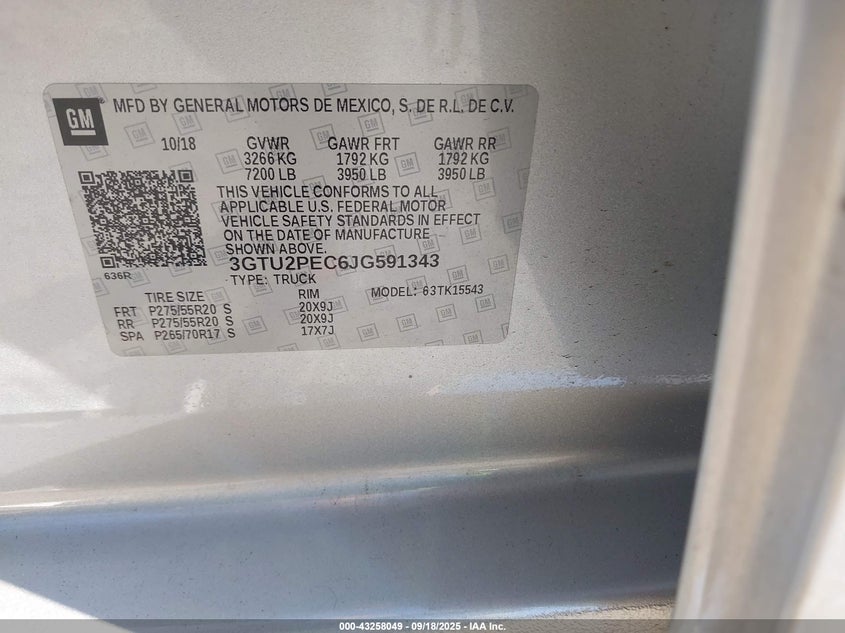 GM
MFD BY GENERAL MOTORS DE MEXICO, S. DE R.L. DE C.V.
10/18 GVWR GAWR FRT GAWR RR
3266 KG 1792 KG 1792 KG
7200 LB 3950 LB 3950 LB
THIS VEHICLE CONFORMS TO ALL
APPLICABLE U.S. FEDERAL MOTOR
VEHICLE SAFETY STANDARDS IN EFFECT
ON THE DATE OF MANUFACTURE
SHOWN ABOVE.
636R
3GTU2PEC6JG591343
TYPE: TRUCK
MODEL: 63TK15543
TIRE SIZE RIM
FRT P275/55R20 S 20X9J
RR P275/55R20 S 20X9J
SPA P265/70R17 S 17X7J
000-43258049 — 09/18/2025 — IAA Inc.